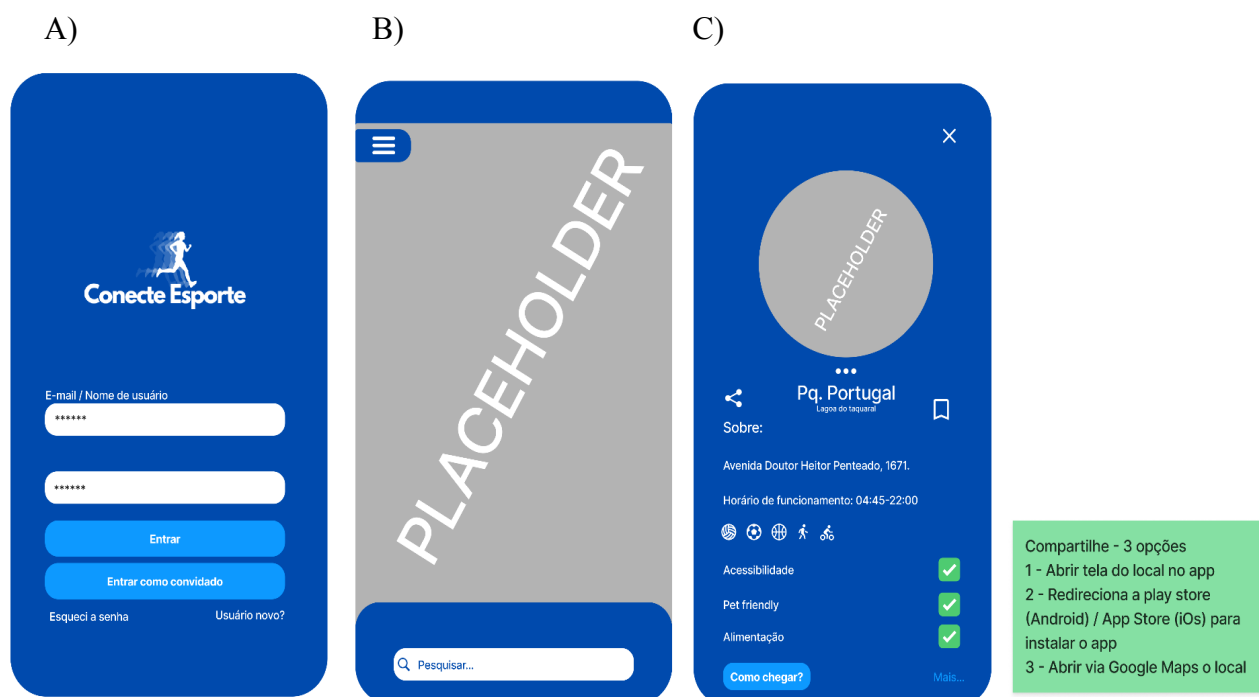 A)
B)
C)
Conecte Esporte
E-mail / Nome de usuário
******
******
Entrar
Entrar como convidado
Esqueci a senha
Usuário novo?
PLACEHOLDER
Pesquisar...
PLACEHOLDER
Pq. Portugal
Lagoa do taquaral
Sobre:
Avenida Doutor Heitor Penteado, 1671.
Horário de funcionamento: 04:45-22:00
Acessibilidade
Pet friendly
Alimentação
Como chegar?
Mais...
Compartilhe - 3 opções
1 - Abrir tela do local no app
2 - Redireciona a play store
(Android) / App Store (iOs) para
instalar o app
3 - Abrir via Google Maps o local